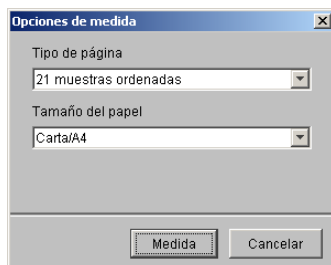 Opciones de medida
Tipo de página
21 muestras ordenadas
Tamaño del papel
Carta/A4
Medida
Cancelar